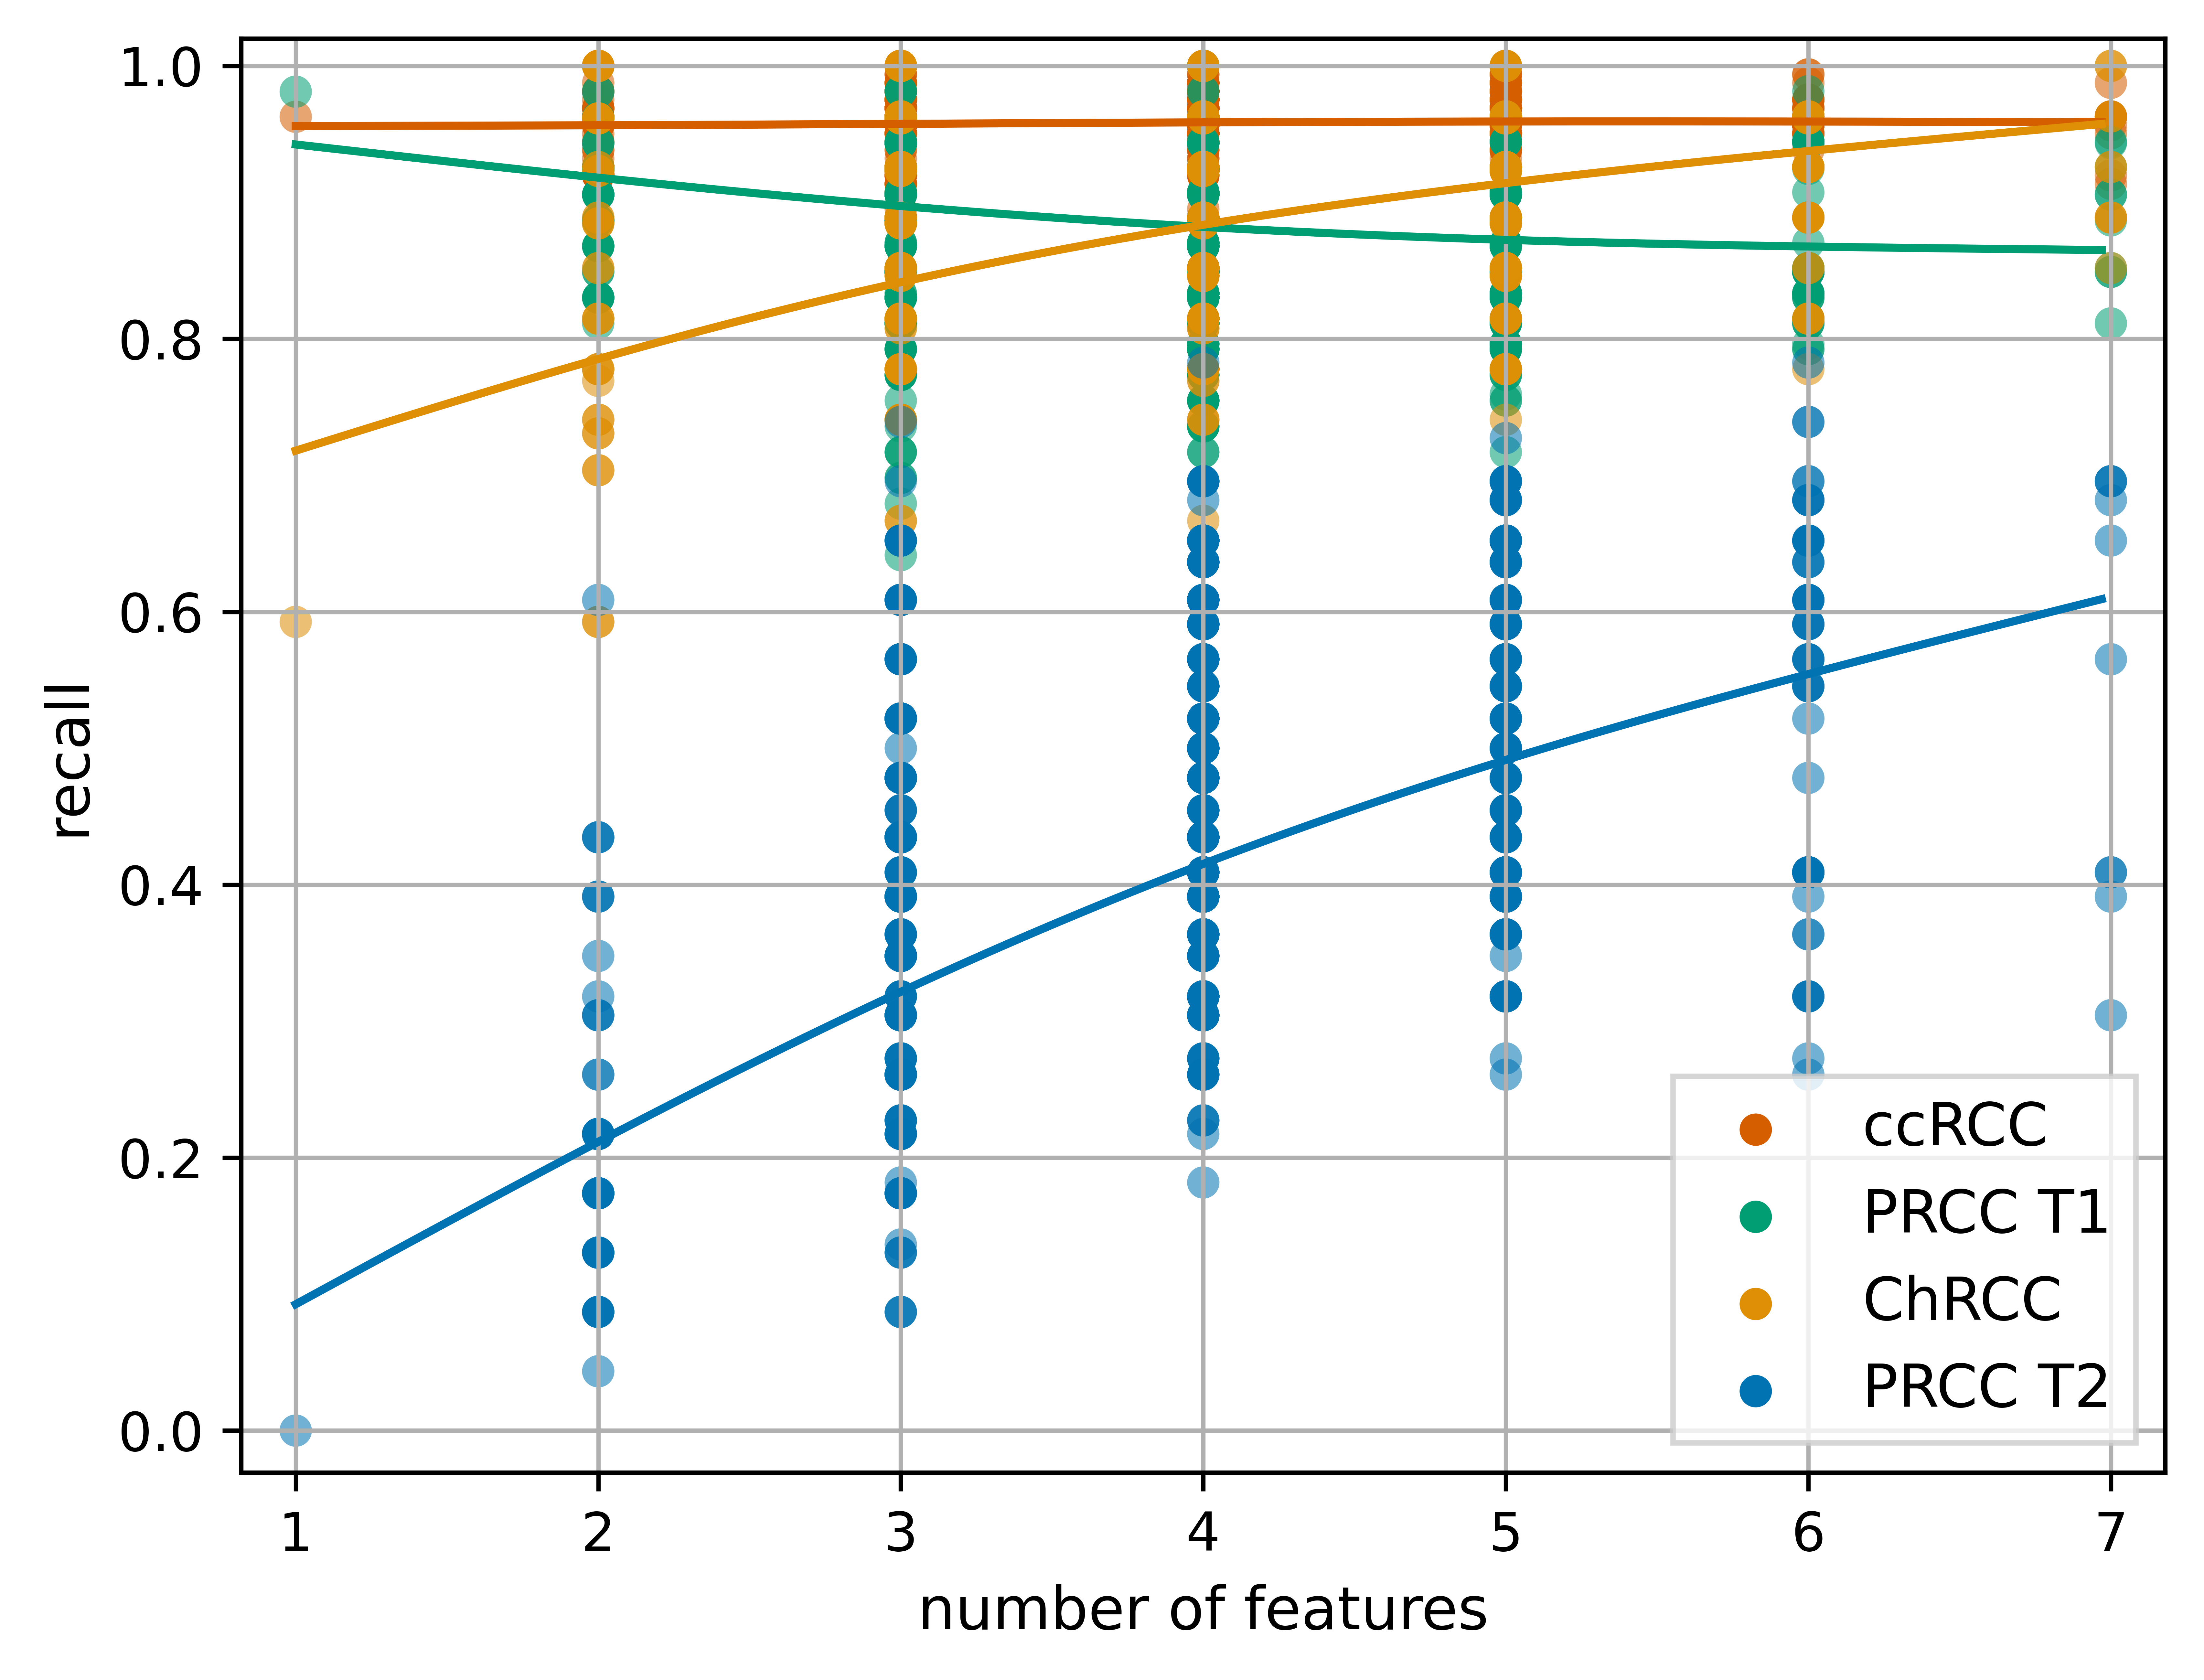 1.0
0.8
0.6
0.4
0.2
0.0
recall
1 2 3 4 5 6 7
number of features
ccRCC
PRCC T1
ChRCC
PRCC T2